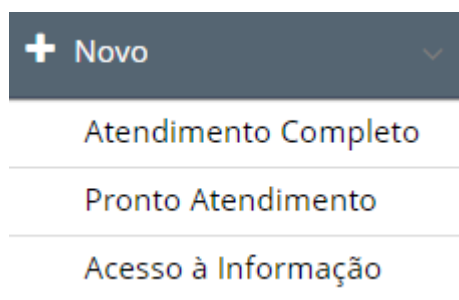 Novo
Atendimento Completo
Pronto Atendimento
Acesso à Informação